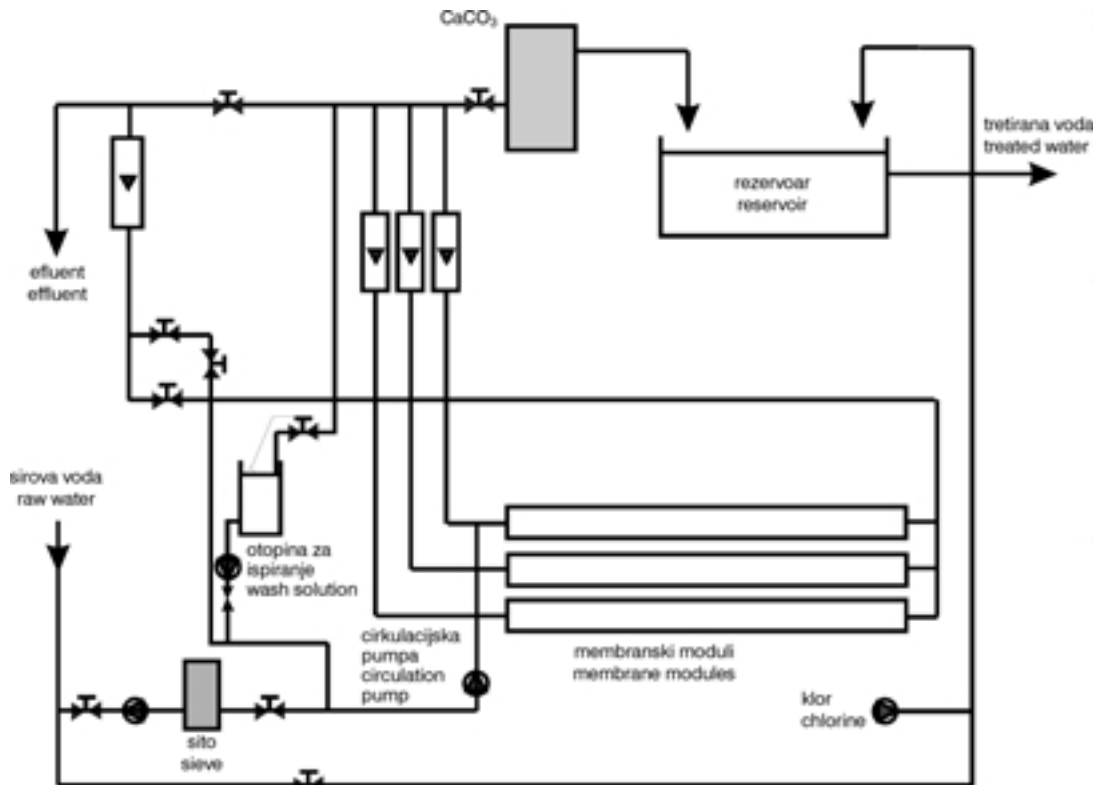 CaCO₃
tretirana voda
treated water
rezervoar
reservoir
efluent
effluent
sirova voda
raw water
otopina za
ispiranje
wash solution
cirkulacijska
pumpa
circulation
pump
membranski moduli
membrane modules
klor
chlorine
sito
sieve